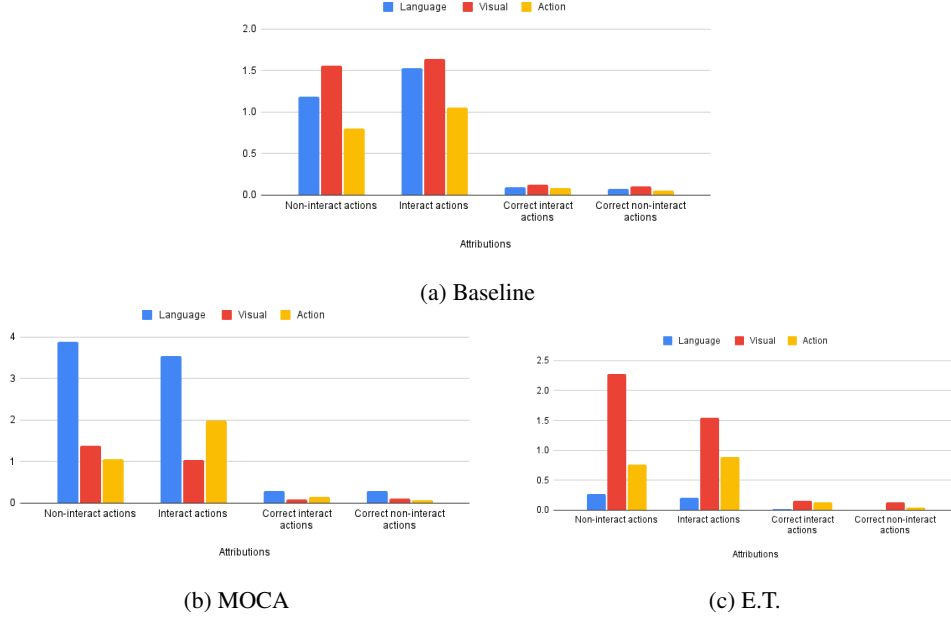 Language Visual Action
2.0
1.5
1.0
0.5
0.0
Non-interact actions Interact actions Correct interact actions Correct non-interact actions
Attributions
(a) Baseline
Language Visual Action
4
3
2
1
0
Non-interact actions Interact actions Correct interact actions Correct non-interact actions
Attributions
(b) MOCA
Language Visual Action
2.5
2.0
1.5
1.0
0.5
0.0
Non-interact actions Interact actions Correct interact actions Correct non-interact actions
Attributions
(c) E.T.